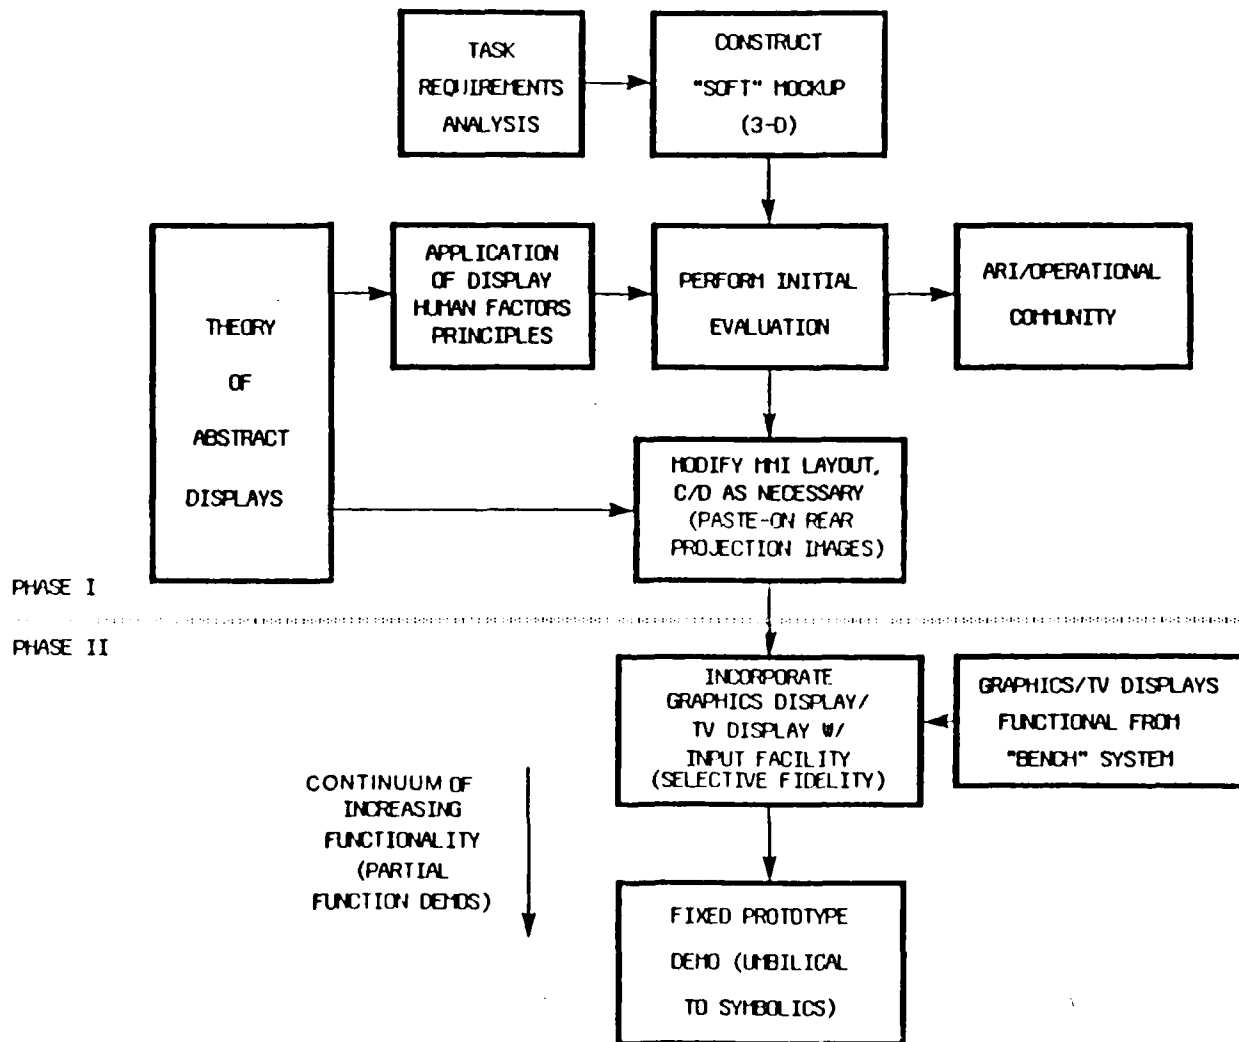 TASK
REQUIREMENTS
ANALYSIS
CONSTRUCT
"SOFT" MOCKUP
(3-D)
THEORY
OF
ABSTRACT
DISPLAYS
APPLICATION
OF DISPLAY
HUMAN FACTORS
PRINCIPLES
PERFORM INITIAL
EVALUATION
ARI/OPERATIONAL
COMMUNITY
MODIFY MMI LAYOUT,
C/D AS NECESSARY
(PASTE-ON REAR
PROJECTION IMAGES)
PHASE I
PHASE II
INCORPORATE
GRAPHICS DISPLAY/
TV DISPLAY W/
INPUT FACILITY
(SELECTIVE FIDELITY)
GRAPHICS/TV DISPLAYS
FUNCTIONAL FROM
"BENCH" SYSTEM
CONTINUUM OF
INCREASING
FUNCTIONALITY
(PARTIAL
FUNCTION DEMOS)
FIXED PROTOTYPE
DEMO (UMBILICAL
TO SYMBOLICS)